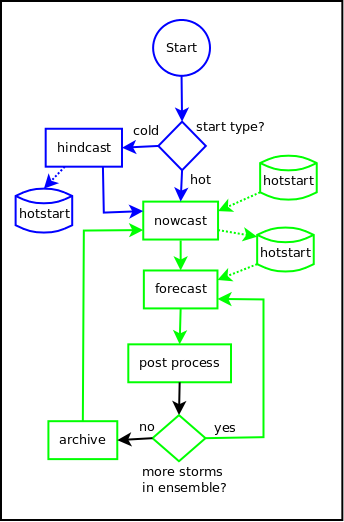 Start
start type?
cold
hindcast
hot
hotstart
hotstart
nowcast
hotstart
forecast
post process
no
yes
archive
more storms
in ensemble?